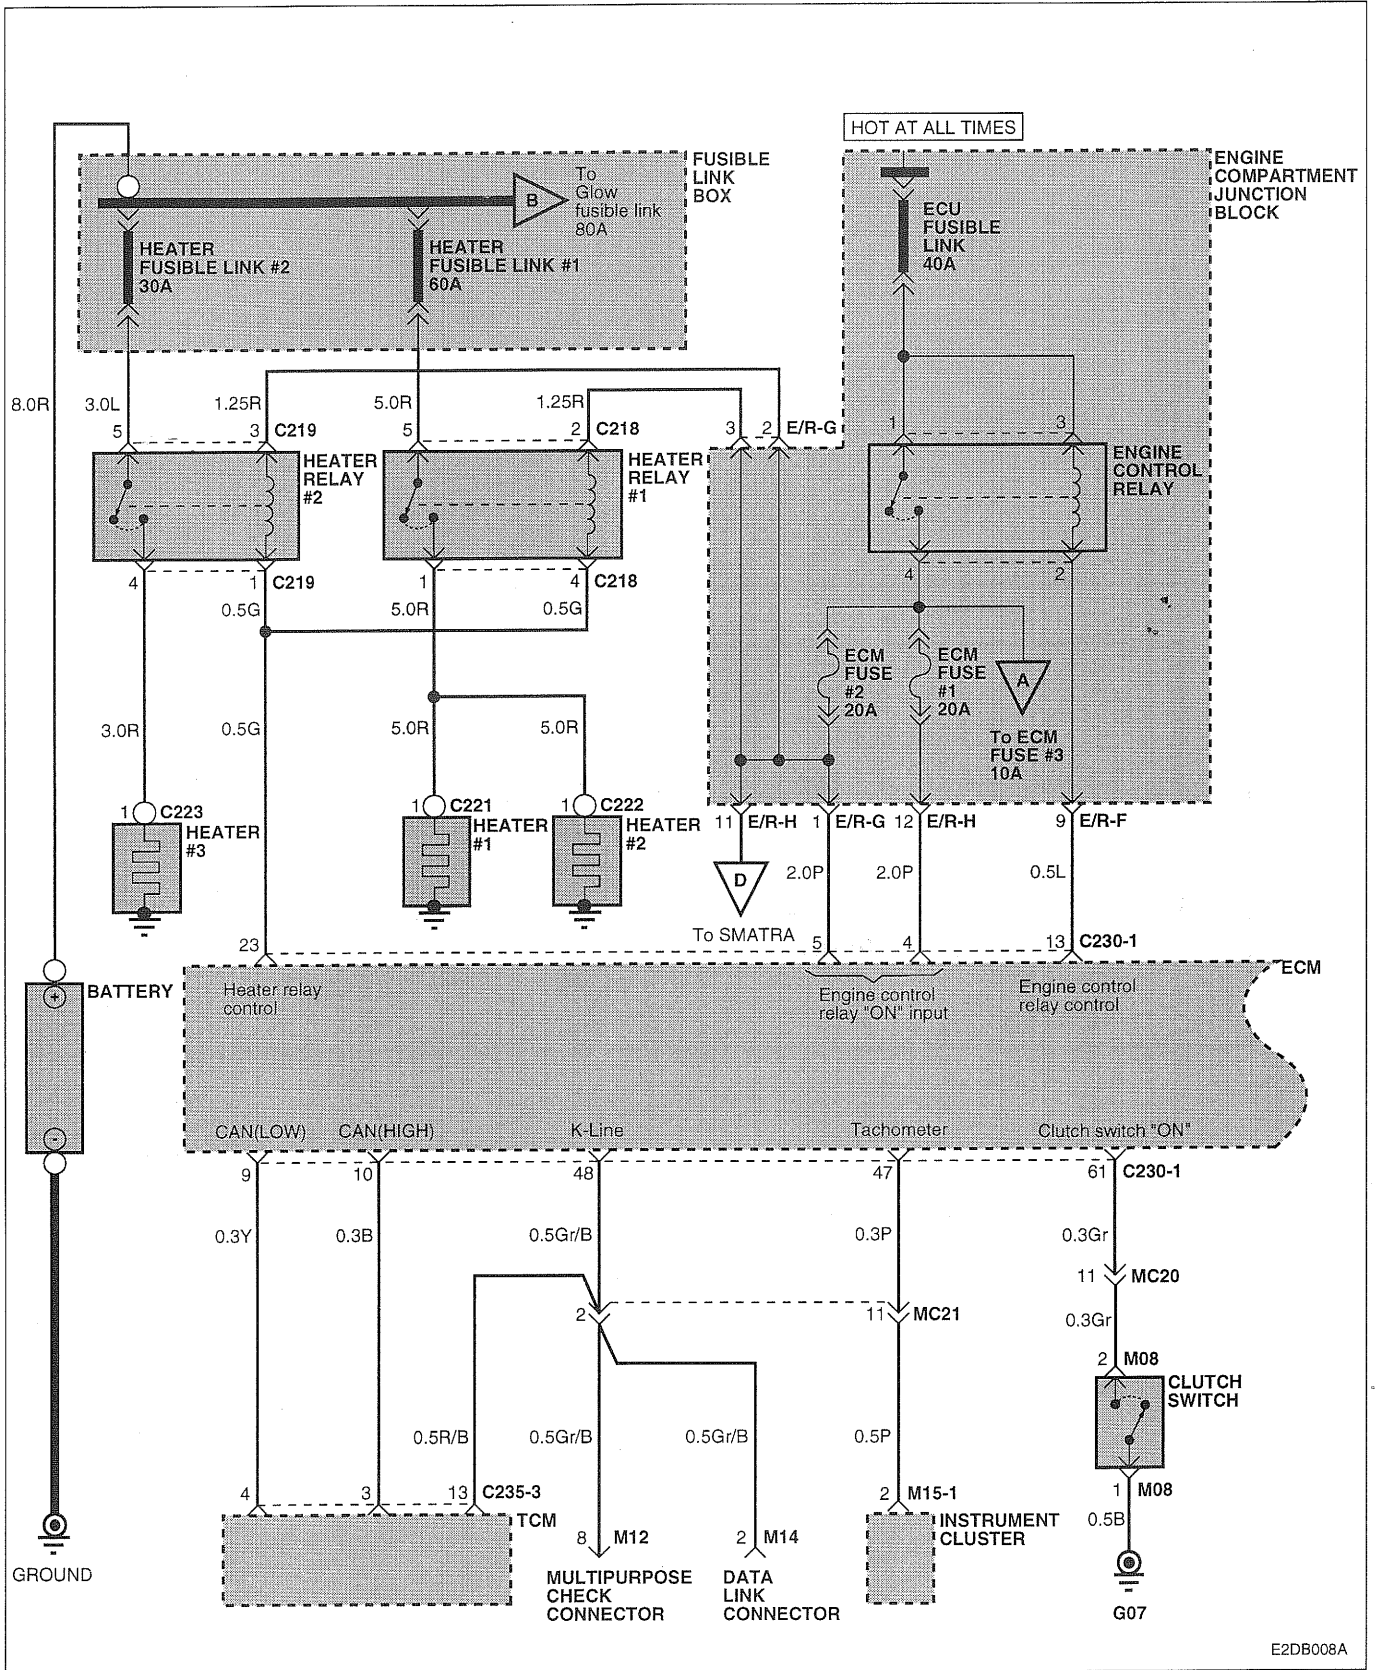 HOT AT ALL TIMES
FUSIBLE
LINK
BOX
ENGINE
COMPARTMENT
JUNCTION
BLOCK
To
Glow
fusible link
80A
B
HEATER
FUSIBLE LINK #2
30A
HEATER
FUSIBLE LINK #1
60A
ECU
FUSIBLE
LINK
40A
8.0R
3.0L
1.25R
5.0R
1.25R
5
3
C219
5
2
C218
3
2
E/R-G
1
3
HEATER
RELAY
#2
HEATER
RELAY
#1
ENGINE
CONTROL
RELAY
4
1
C219
1
4
C218
4
2
0.5G
5.0R
0.5G
ECM
FUSE
#2
20A
ECM
FUSE
#1
20A
A
To ECM
FUSE #3
10A
3.0R
0.5G
5.0R
5.0R
1
C223
HEATER
#3
1
C221
HEATER
#1
1
C222
HEATER
#2
11
E/R-H
1
E/R-G
12
E/R-H
9
E/R-F
D
To SMATRA
2.0P
2.0P
0.5L
23
5
4
13
C230-1
ECM
BATTERY
+
-
Heater relay
control
Engine control
relay "ON" input
Engine control
relay control
CAN(LOW)
CAN(HIGH)
K-Line
Tachometer
Clutch switch "ON"
9
10
48
47
61
C230-1
0.3Y
0.3B
0.5Gr/B
0.3P
0.3Gr
11
MC20
2
11
MC21
0.3Gr
2
M08
CLUTCH
SWITCH
0.5R/B
0.5Gr/B
0.5Gr/B
0.5P
4
3
13
C235-3
TCM
2
M15-1
INSTRUMENT
CLUSTER
1
M08
0.5B
8
M12
MULTIPURPOSE
CHECK
CONNECTOR
2
M14
DATA
LINK
CONNECTOR
GROUND
G07
E2DB008A